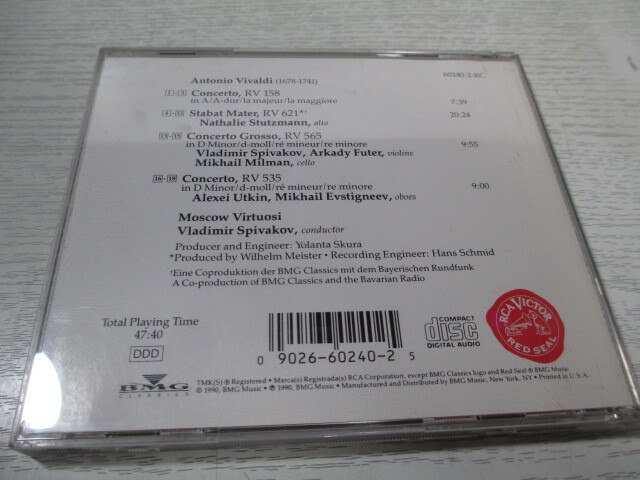 Antonio Vivaldi (1678-1741)
60240-2-RC
1-3 Concerto, RV 158
in A/A-dur/la majeur/la maggiore 7:39
Stabat Mater, RV 621*† 20:24
Nathalie Stutzmann, alto
Concerto Grosso, RV 565
in D Minor/d-moll/ré mineur/re minore 9:55
Vladimir Spivakov, Arkady Futer, violins
Mikhail Milman, cello
16-18 Concerto, RV 535
in D Minor/d-moll/ré mineur/re minore 9:00
Alexei Utkin, Mikhail Evstigneev, oboes
Moscow Virtuosi
Vladimir Spivakov, conductor
Producer and Engineer: Yolanta Skura
*Produced by Wilhelm Meister • Recording Engineer: Hans Schmid
†Eine Coproduktion der BMG Classics mit dem Bayerischen Rundfunk
A Co-production of BMG Classics and the Bavarian Radio
Total Playing Time
47:40
DDD
BMG
CLASSICS
0 9026-60240-2 5
COMPACT
disc
DIGITAL AUDIO
RCA VICTOR
RED SEAL
TMK(S) ® Registered • Marca(s) Registrada(s) RCA Corporation, except BMG Classics logo and Red Seal ® BMG Music
© 1990, BMG Music • ℗ 1990, BMG Music • Manufactured and Distributed by BMG Music, New York, NY • Printed in U.S.A.